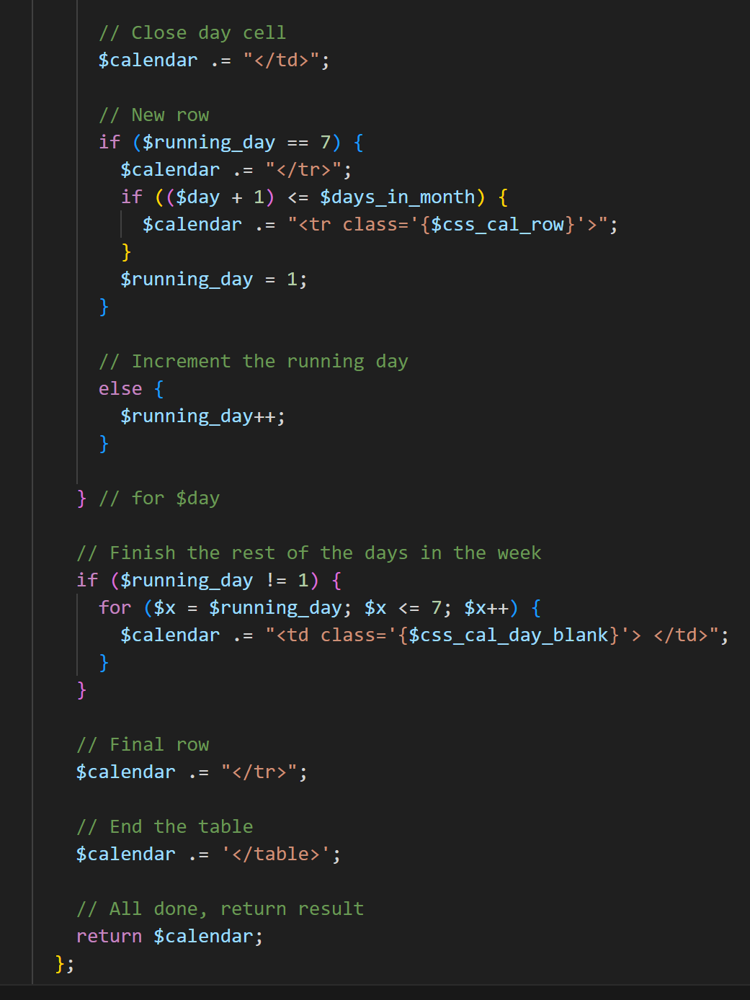 // Close day cell
$calendar .= "</td>";
// New row
if ($running_day == 7) {
$calendar .= "</tr>";
if (($day + 1) <= $days_in_month) {
$calendar .= "<tr class='{$css_cal_row}'>";
}
$running_day = 1;
}
// Increment the running day
else {
$running_day++;
}
} // for $day
// Finish the rest of the days in the week
if ($running_day != 1) {
for ($x = $running_day; $x <= 7; $x++) {
$calendar .= "<td class='{$css_cal_day_blank}'> </td>";
}
}
// Final row
$calendar .= "</tr>";
// End the table
$calendar .= '</table>';
// All done, return result
return $calendar;
};